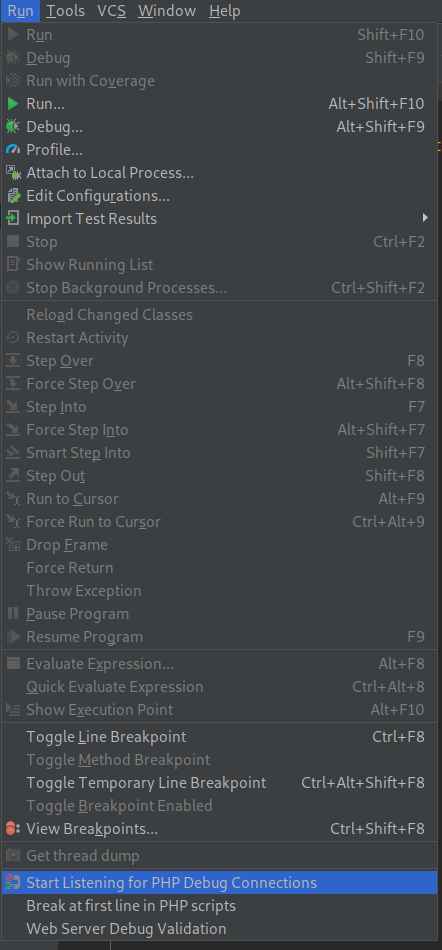 Run Tools VCS Window Help
Run Shift+F10
Debug Shift+F9
Run with Coverage
Run... Alt+Shift+F10
Debug... Alt+Shift+F9
Profile...
Attach to Local Process...
Edit Configurations...
Import Test Results
Stop Ctrl+F2
Show Running List
Stop Background Processes... Ctrl+Shift+F2
Reload Changed Classes
Restart Activity
Step Over F8
Force Step Over Alt+Shift+F8
Step Into F7
Force Step Into Alt+Shift+F7
Smart Step Into Shift+F7
Step Out Shift+F8
Run to Cursor Alt+F9
Force Run to Cursor Ctrl+Alt+9
Drop Frame
Force Return
Throw Exception
Pause Program
Resume Program F9
Evaluate Expression... Alt+F8
Quick Evaluate Expression Ctrl+Alt+8
Show Execution Point Alt+F10
Toggle Line Breakpoint Ctrl+F8
Toggle Method Breakpoint
Toggle Temporary Line Breakpoint Ctrl+Alt+Shift+F8
Toggle Breakpoint Enabled
View Breakpoints... Ctrl+Shift+F8
Get thread dump
Start Listening for PHP Debug Connections
Break at first line in PHP scripts
Web Server Debug Validation